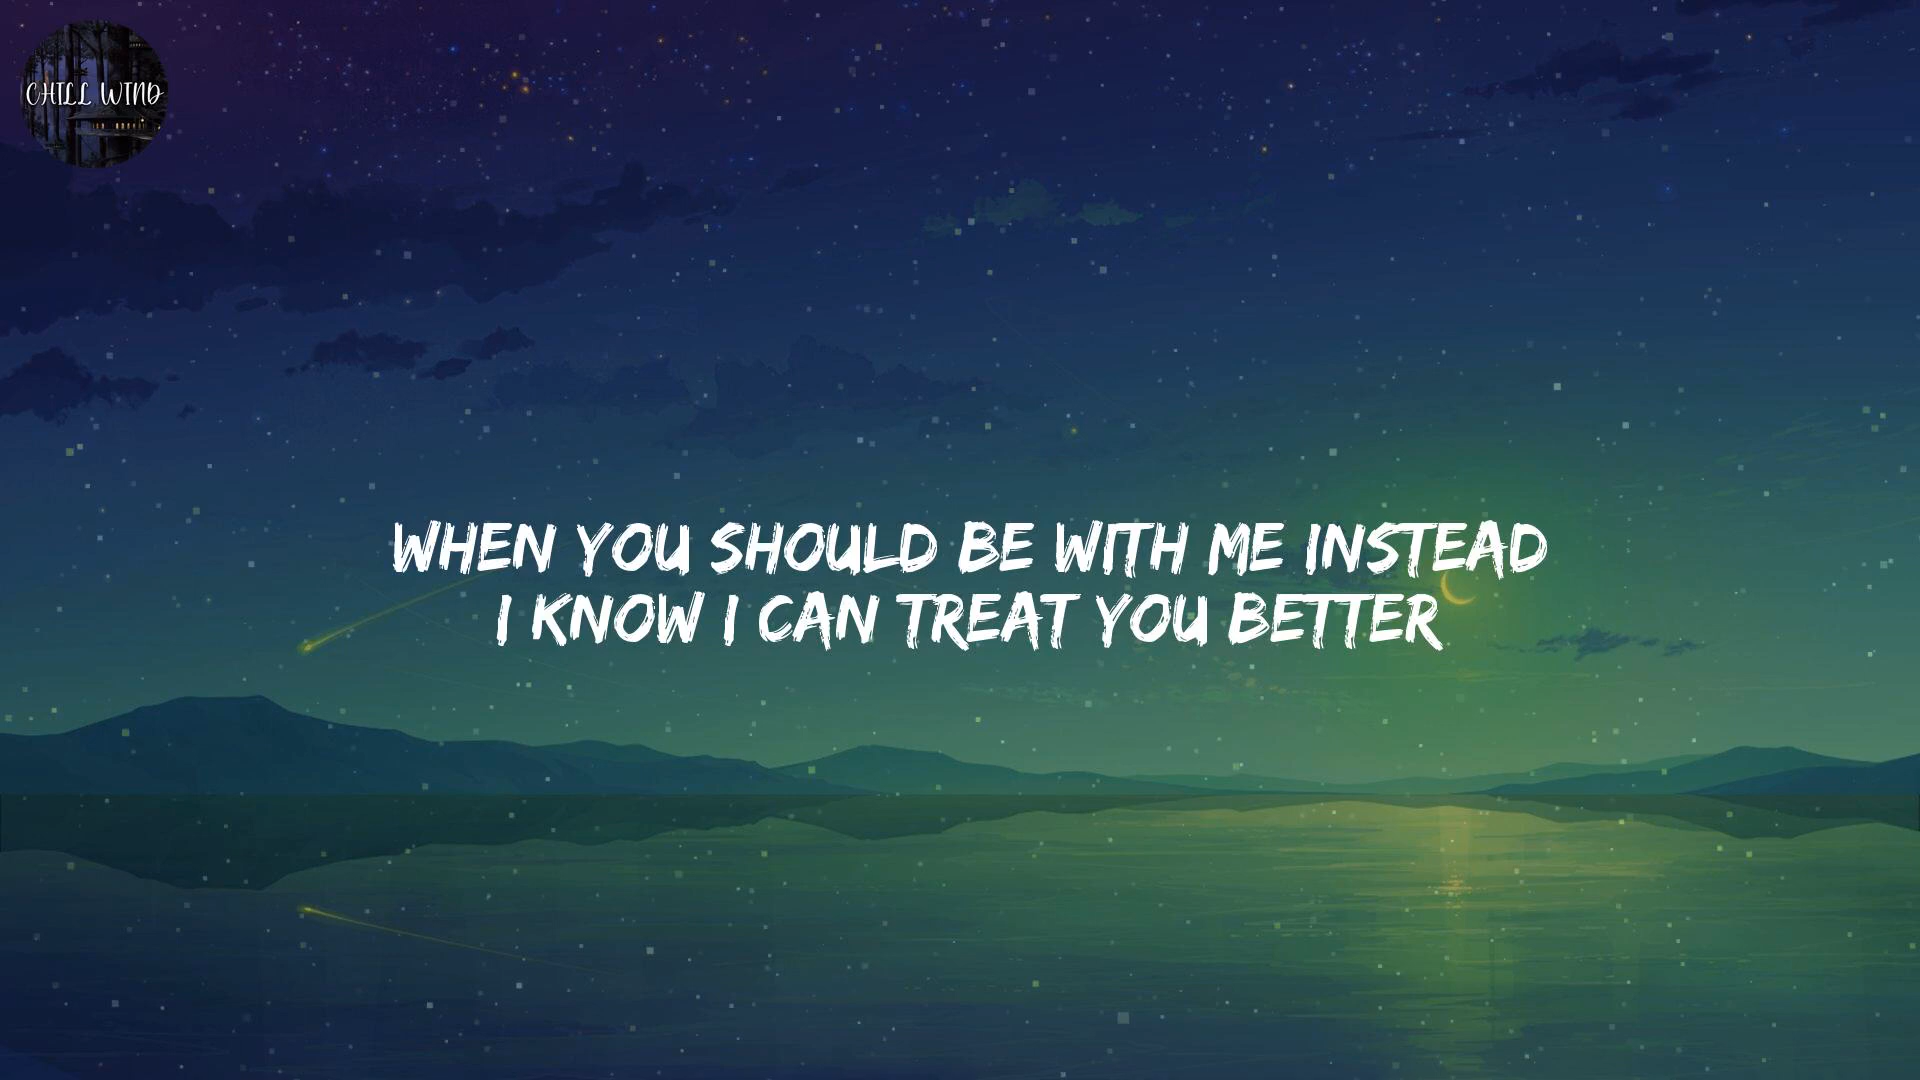 CHILL WIND
WHEN YOU SHOULD BE WITH ME INSTEAD
I KNOW I CAN TREAT YOU BETTER